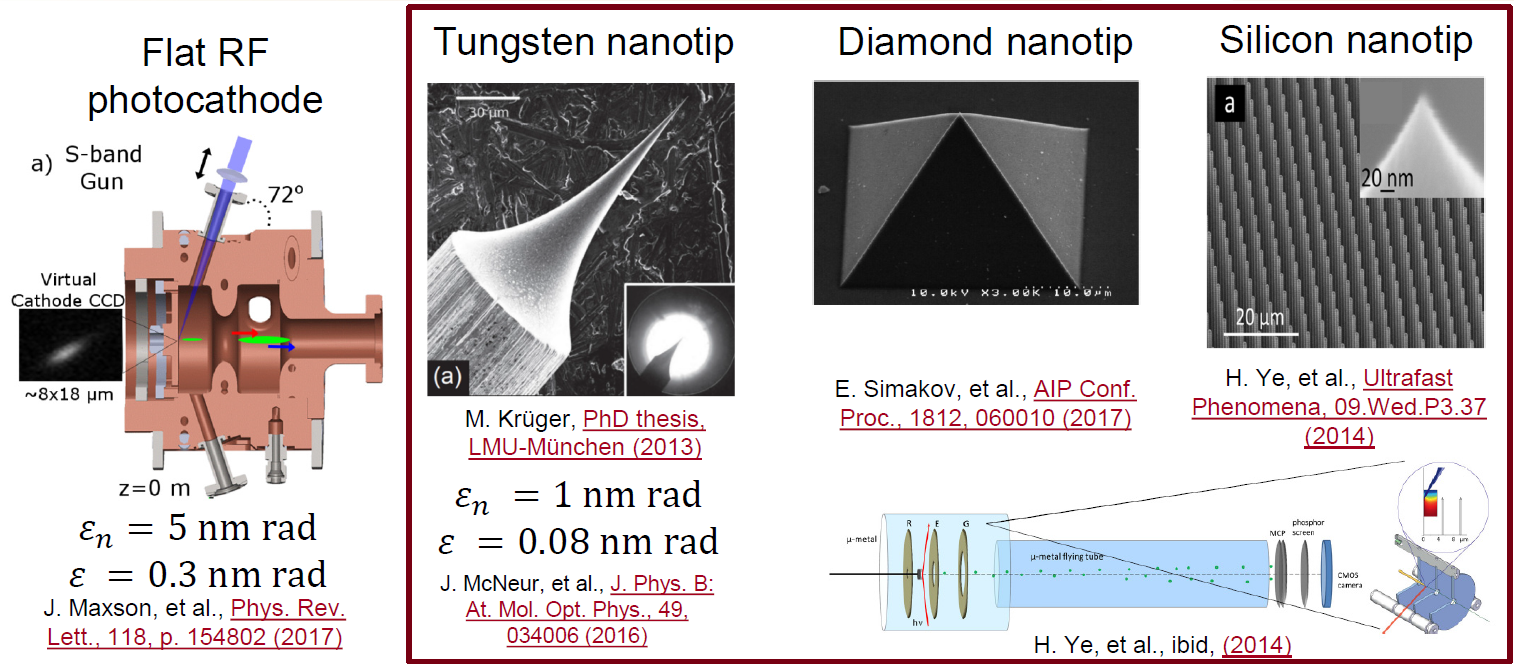 Flat RF
photocathode
a) S-band
Gun
72º
Virtual
Cathode CCD
~8x18 µm
z=0 m
εn = 5 nm rad
ε = 0.3 nm rad
J. Maxson, et al., Phys. Rev.
Lett., 118, p. 154802 (2017)
Tungsten nanotip
30 µm
(a)
M. Krüger, PhD thesis,
LMU-München (2013)
εn = 1 nm rad
ε = 0.08 nm rad
J. McNeur, et al., J. Phys. B:
At. Mol. Opt. Phys., 49,
034006 (2016)
Diamond nanotip
10.0kV X3.00K 10.0µm
E. Simakov, et al., AIP Conf.
Proc., 1812, 060010 (2017)
Silicon nanotip
a
20 nm
20 µm
H. Ye, et al., Ultrafast
Phenomena, 09.Wed.P3.37
(2014)
R E G
µ-metal
hν
µ-metal flying tube
MCP
phosphor
screen
CMOS
camera
0 4 8 µm
H. Ye, et al., ibid, (2014)